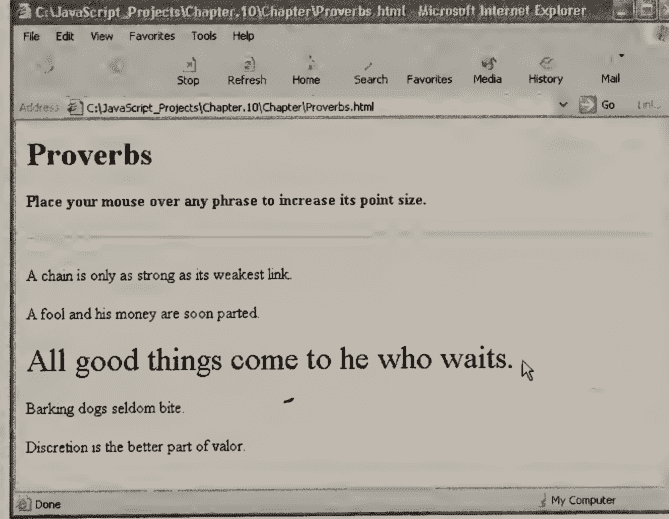 C:\JavaScript_Projects\Chapter.10\Chapter\Proverbs.html - Microsoft Internet Explorer
File Edit View Favorites Tools Help
Stop Refresh Home Search Favorites Media History Mail
Address C:\JavaScript_Projects\Chapter.10\Chapter\Proverbs.html Go
Proverbs
Place your mouse over any phrase to increase its point size.
A chain is only as strong as its weakest link.
A fool and his money are soon parted.
All good things come to he who waits.
Barking dogs seldom bite.
Discretion is the better part of valor.
Done My Computer